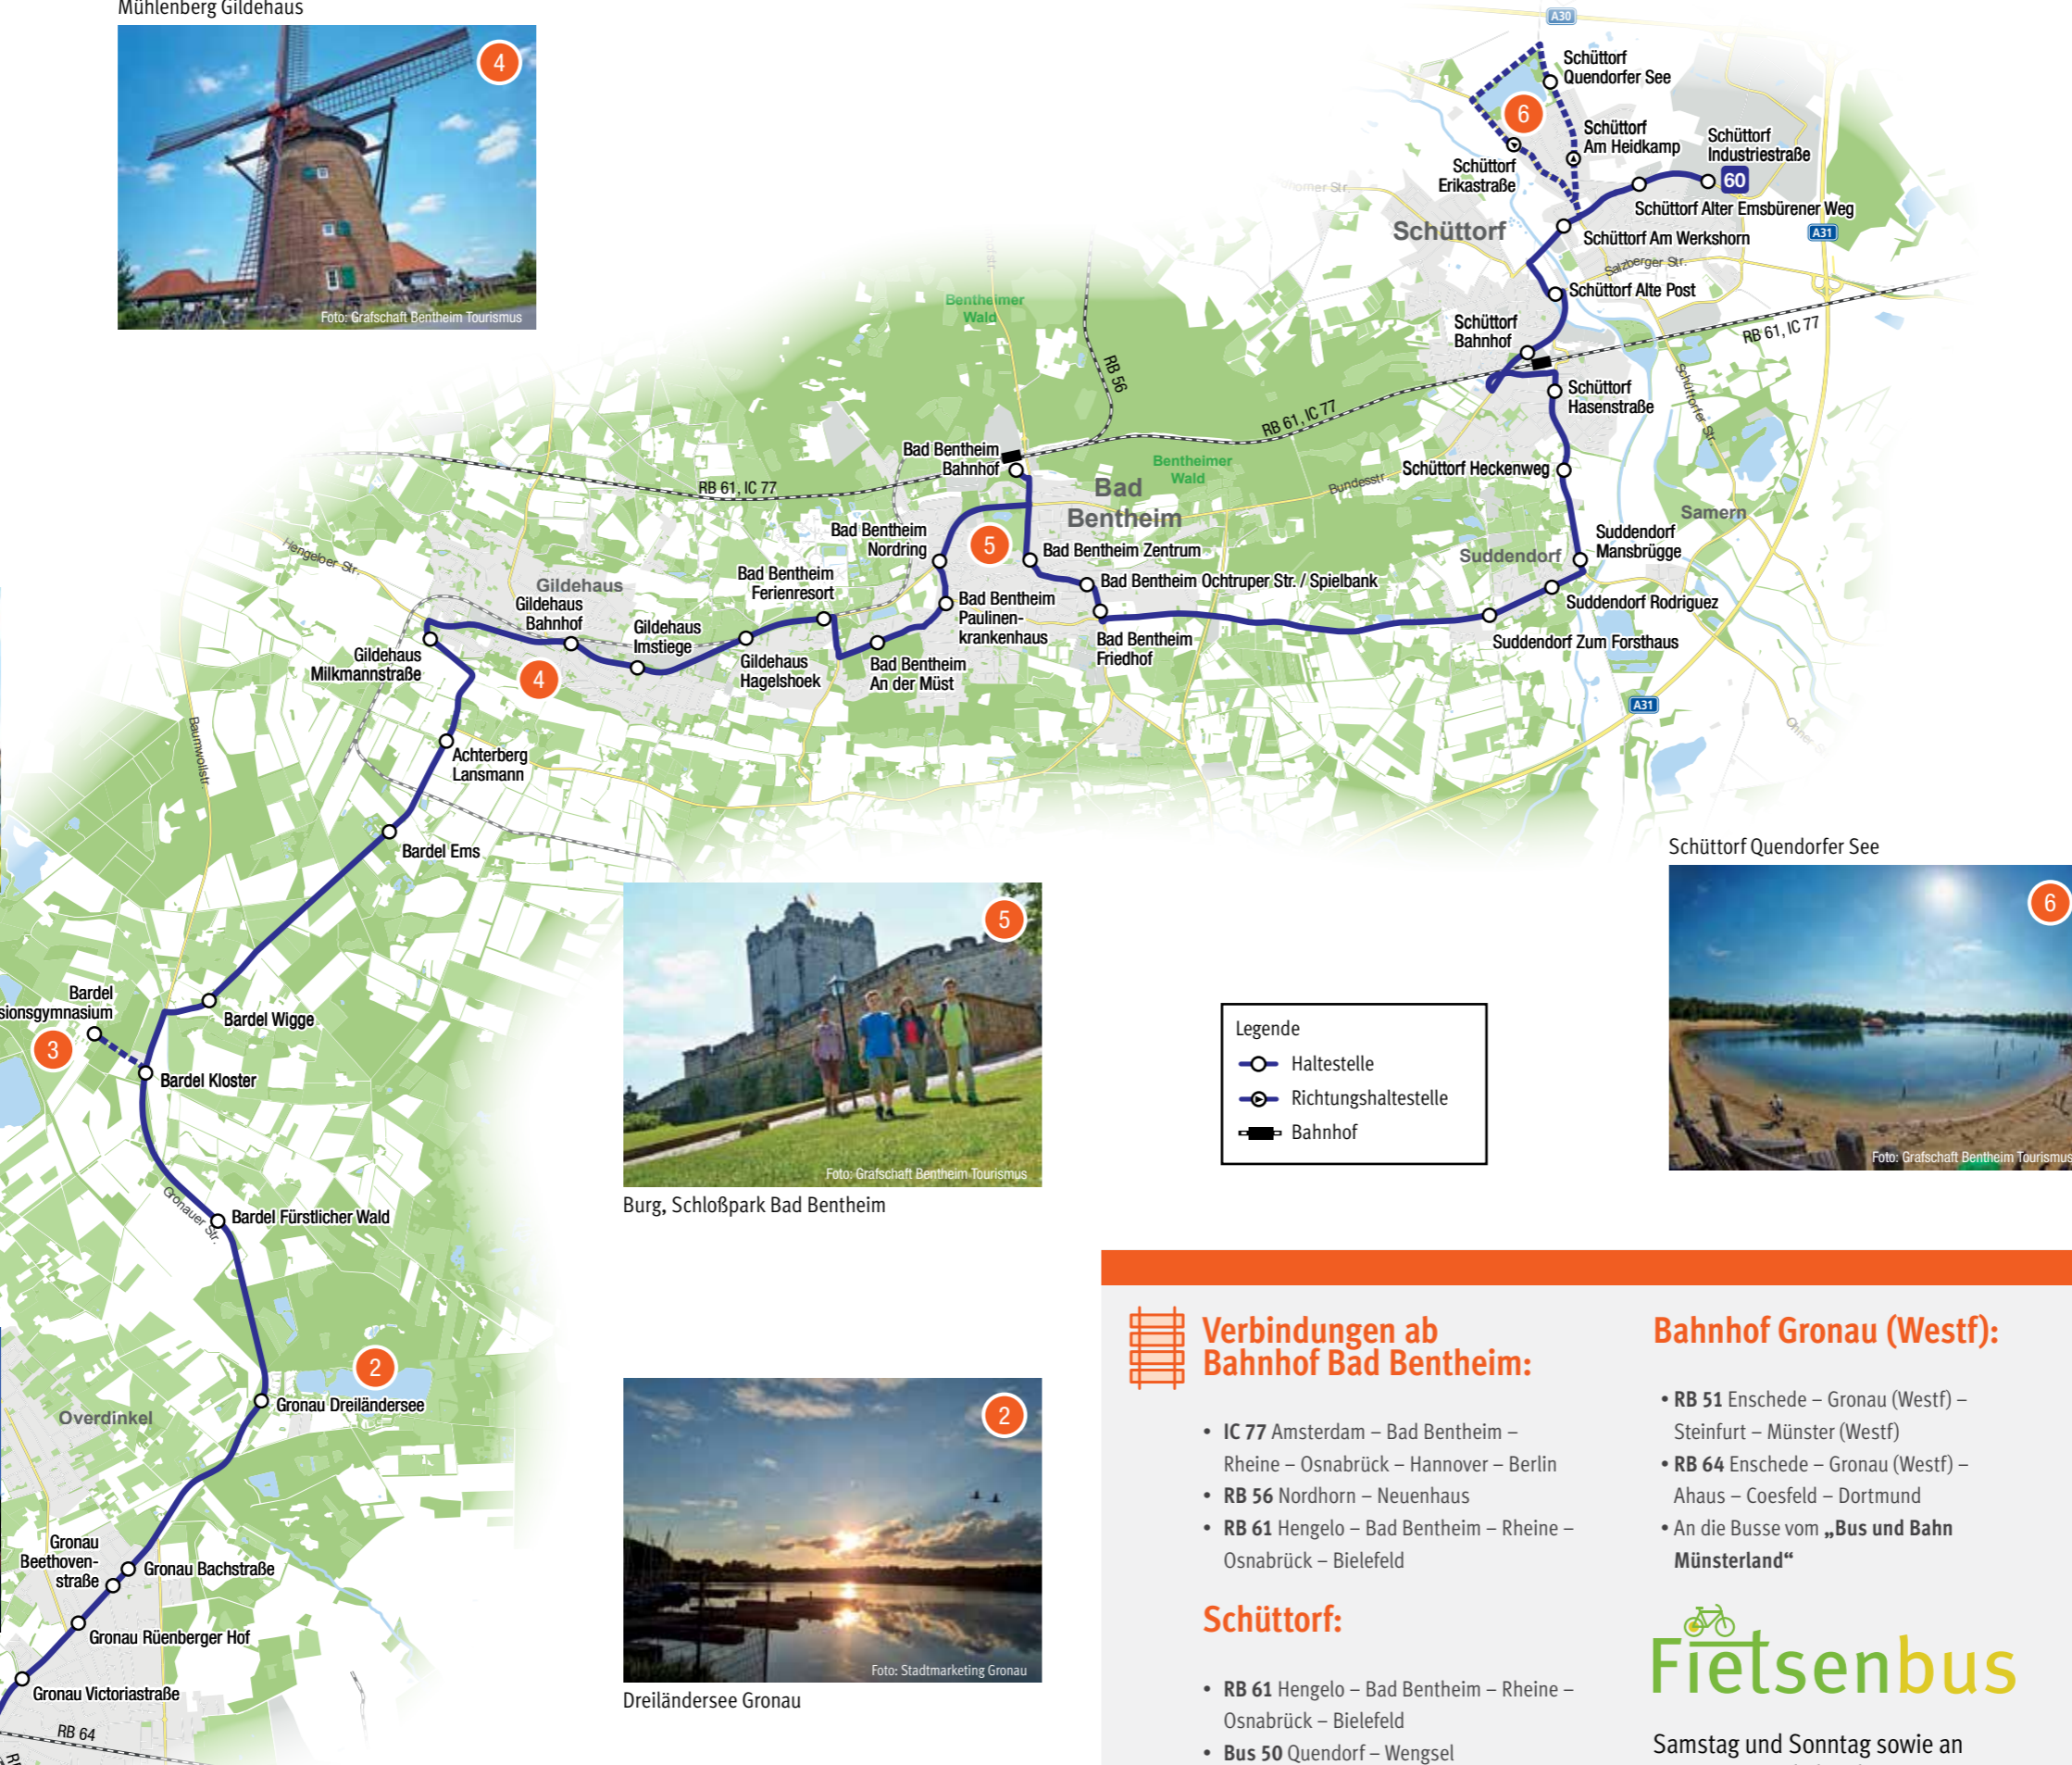 Mühlenberg Gildehaus
4
Foto: Grafschaft Bentheim Tourismus
A30
Schüttorf
Quendorfer See
6
Schüttorf
Am Heidkamp
Schüttorf
Industriestraße
60
Schüttorf
Erikastraße
Schüttorf Alter Emsbürener Weg
Schüttorf
Schüttorf Am Werkshorn
A31
Salzberger Str.
Schüttorf Alte Post
Schüttorf
Bahnhof
RB 61, IC 77
Schüttorf
Hasenstraße
Schüttorfer Str.
Bentheimer
Wald
RB 56
RB 61, IC 77
Bad Bentheim
Bahnhof
Bentheimer
Wald
Schüttorf Heckenweg
Bundesstr.
RB 61, IC 77
Bad
Bentheim
Samern
Suddendorf
Suddendorf
Mansbrügge
Bad Bentheim
Nordring
5
Bad Bentheim Zentrum
Hengeloer Str.
Bad Bentheim
Ferienresort
Bad Bentheim Ochtruper Str. / Spielbank
Gildehaus
Gildehaus
Bahnhof
Bad Bentheim
Paulinen-
krankenhaus
Suddendorf Rodriguez
Gildehaus
Imstiege
Bad Bentheim
Friedhof
Suddendorf Zum Forsthaus
Gildehaus
Milkmannstraße
4
Gildehaus
Hagelshoek
Bad Bentheim
An der Müst
A31
Ohner Str.
Baumwollstr.
Achterberg
Lansmann
Bardel Ems
Schüttorf Quendorfer See
6
Foto: Grafschaft Bentheim Tourismus
5
Foto: Grafschaft Bentheim Tourismus
Burg, Schloßpark Bad Bentheim
Bardel
sionsgymnasium
3
Bardel Wigge
Bardel Kloster
Legende
Haltestelle
Richtungshaltestelle
Bahnhof
Gronauer Str.
Bardel Fürstlicher Wald
2
Gronau Dreiländersee
Overdinkel
2
Foto: Stadtmarketing Gronau
Dreiländersee Gronau
Gronau
Beethoven-
straße
Gronau Bachstraße
Gronau Rüenberger Hof
Gronau Victoriastraße
RB 64
Verbindungen ab
Bahnhof Bad Bentheim:
• IC 77 Amsterdam – Bad Bentheim –
Rheine – Osnabrück – Hannover – Berlin
• RB 56 Nordhorn – Neuenhaus
• RB 61 Hengelo – Bad Bentheim – Rheine –
Osnabrück – Bielefeld
Schüttorf:
• RB 61 Hengelo – Bad Bentheim – Rheine –
Osnabrück – Bielefeld
• Bus 50 Quendorf – Wengsel
Bahnhof Gronau (Westf):
• RB 51 Enschede – Gronau (Westf) –
Steinfurt – Münster (Westf)
• RB 64 Enschede – Gronau (Westf) –
Ahaus – Coesfeld – Dortmund
• An die Busse vom „Bus und Bahn
Münsterland“
Fietsenbus
Samstag und Sonntag sowie an